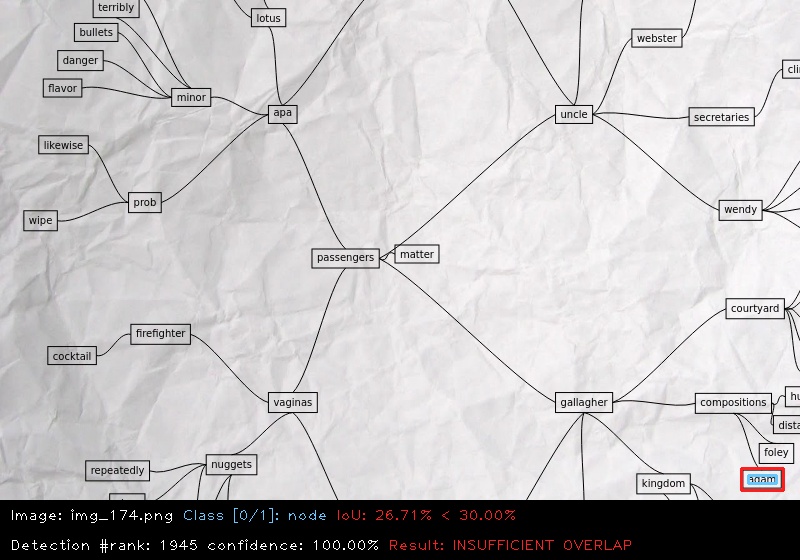 terribly
lotus
bullets
webster
danger
flavor
minor
apa
uncle
secretaries
likewise
prob
wipe
wendy
passengers
matter
courtyard
firefighter
cocktail
vaginas
gallagher
compositions
foley
nuggets
repeatedly
kingdom
agam
Image: img_174.png Class [0/1]: node IoU: 26.71% < 30.00%
Detection #rank: 1945 confidence: 100.00% Result: INSUFFICIENT OVERLAP